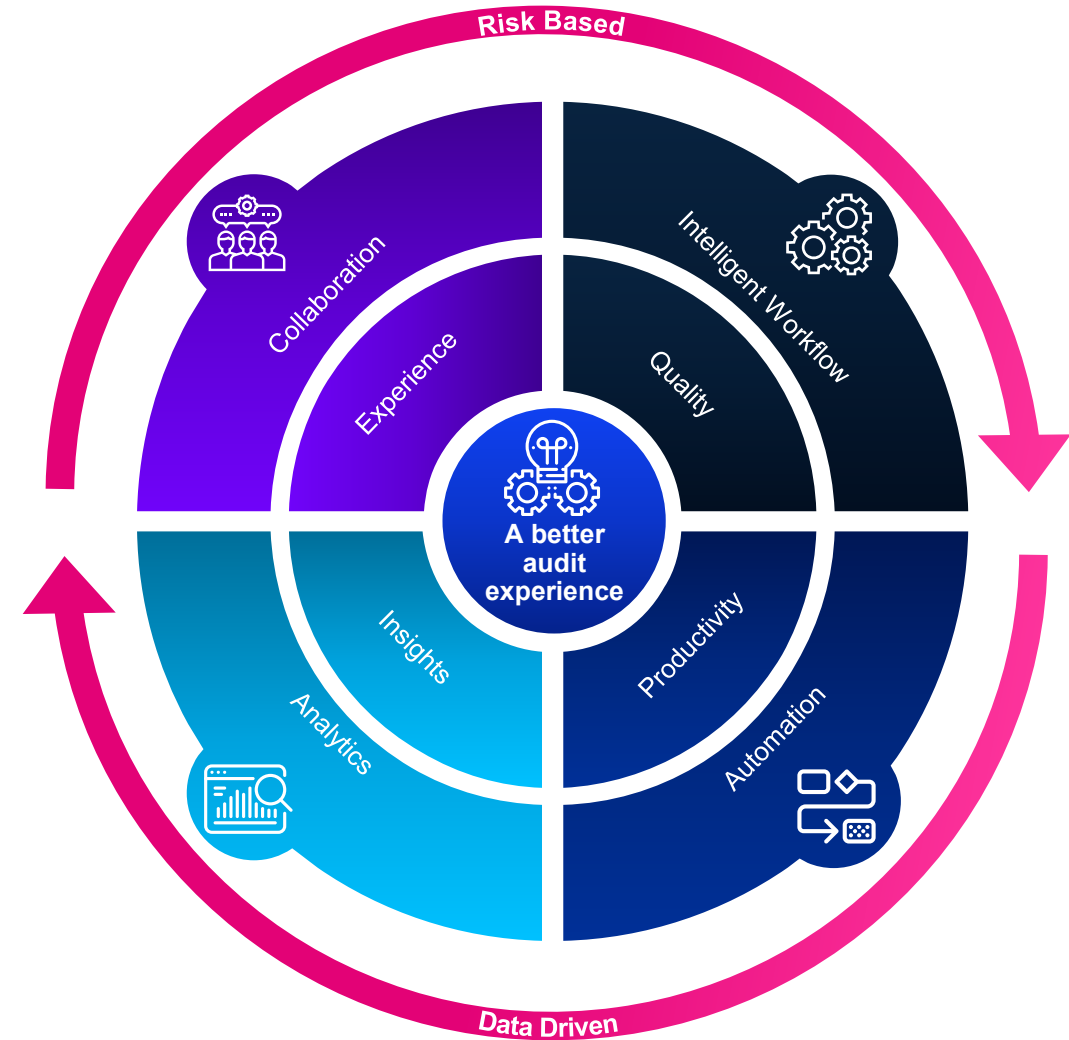 Risk Based
Collaboration
Intelligent Workflow
Experience
Quality
A better
audit
experience
Insights
Productivity
Analytics
Automation
Data Driven